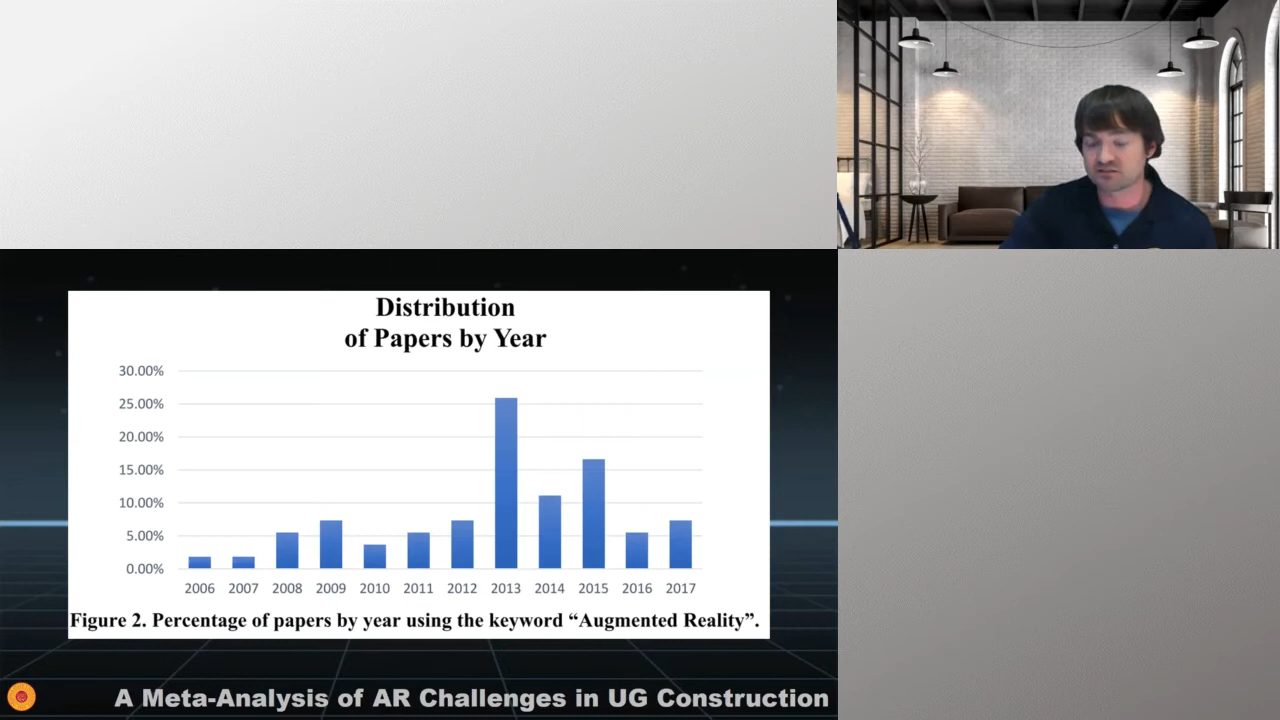 Distribution
of Papers by Year
30.00%
25.00%
20.00%
15.00%
10.00%
5.00%
0.00%
2006 2007 2008 2009 2010 2011 2012 2013 2014 2015 2016 2017
Figure 2. Percentage of papers by year using the keyword “Augmented Reality”.
A Meta-Analysis of AR Challenges in UG Construction